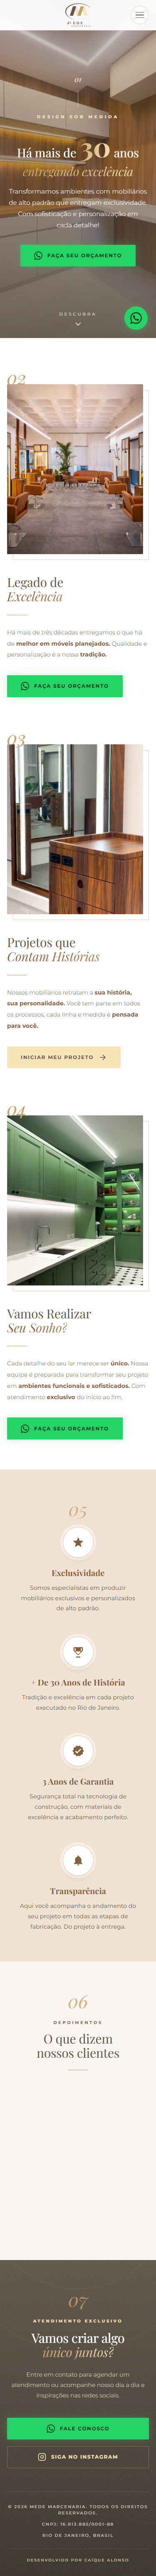 MEDE
01
DESIGN SOB MEDIDA
Há mais de 30 anos
entregando excelência
Transformamos ambientes com mobiliários
de alto padrão que entregam exclusividade.
Com sofisticação e personalização em
cada detalhe!
FAÇA SEU ORÇAMENTO
DESCUBRA
02
Legado de
Excelência
Há mais de três décadas entregamos o que há
de melhor em móveis planejados. Qualidade e
personalização é a nossa tradição.
FAÇA SEU ORÇAMENTO
03
Projetos que
Contam Histórias
Nossos mobiliários retratam a sua história,
sua personalidade. Você tem parte em todos
os processos, cada linha e medida é pensada
para você.
INICIAR MEU PROJETO
04
Vamos Realizar
Seu Sonho?
Cada detalhe do seu lar merece ser único. Nossa
equipe é preparada para transformar seu projeto
em ambientes funcionais e sofisticados. Com
atendimento exclusivo do início ao fim.
FAÇA SEU ORÇAMENTO
05
Exclusividade
Somos especialistas em produzir
mobiliários exclusivos e personalizados
de alto padrão.
+ De 30 Anos de História
Tradição e excelência em cada projeto
executado no Rio de Janeiro.
3 Anos de Garantia
Segurança total na tecnologia de
construção, com materiais de
excelência e acabamento perfeito.
Transparência
Aqui você acompanha o andamento do
seu projeto em todas as etapas de
fabricação. Do projeto à entrega.
06
DEPOIMENTOS
O que dizem
nossos clientes
07
ATENDIMENTO EXCLUSIVO
Vamos criar algo
único juntos?
Entre em contato para agendar um
atendimento ou acompanhe nosso dia a dia e
inspirações nas redes sociais.
FALE CONOSCO
SIGA NO INSTAGRAM
© 2026 MEDE MARCENARIA. TODOS OS DIREITOS
RESERVADOS.
CNPJ: 16.813.880/0001-88
RIO DE JANEIRO, BRASIL
DESENVOLVIDO POR CAÍQUE ALONSO